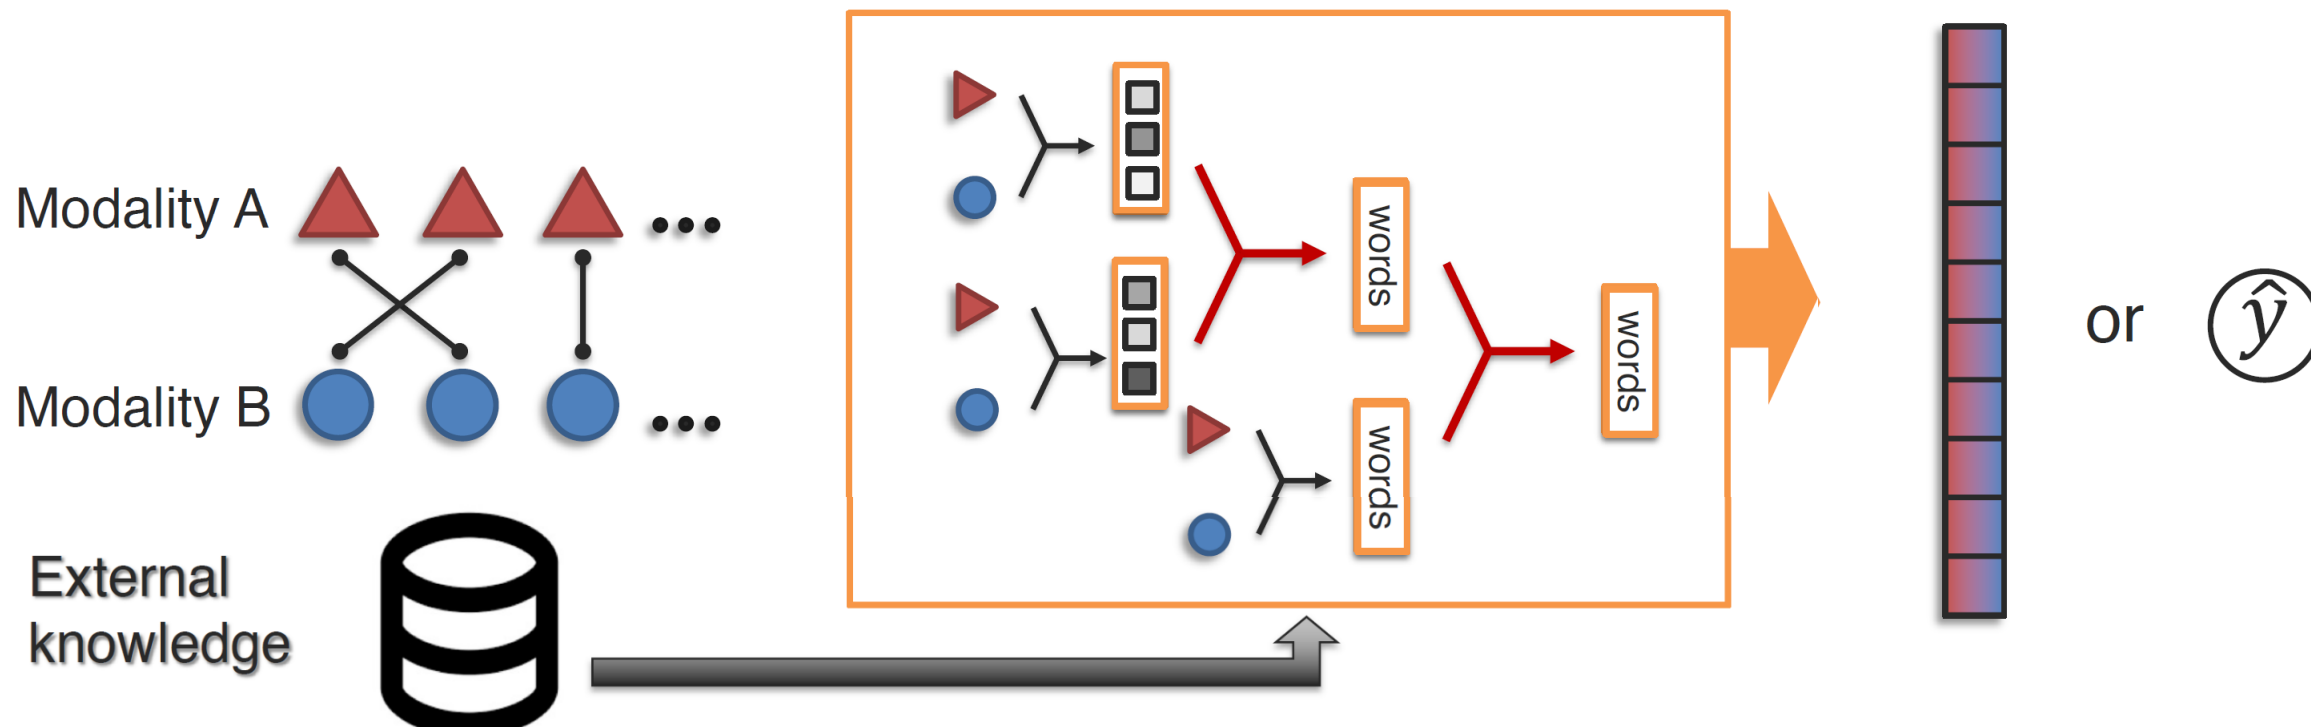 Modality A
Modality B
External
knowledge
words
words
words
or
ŷ